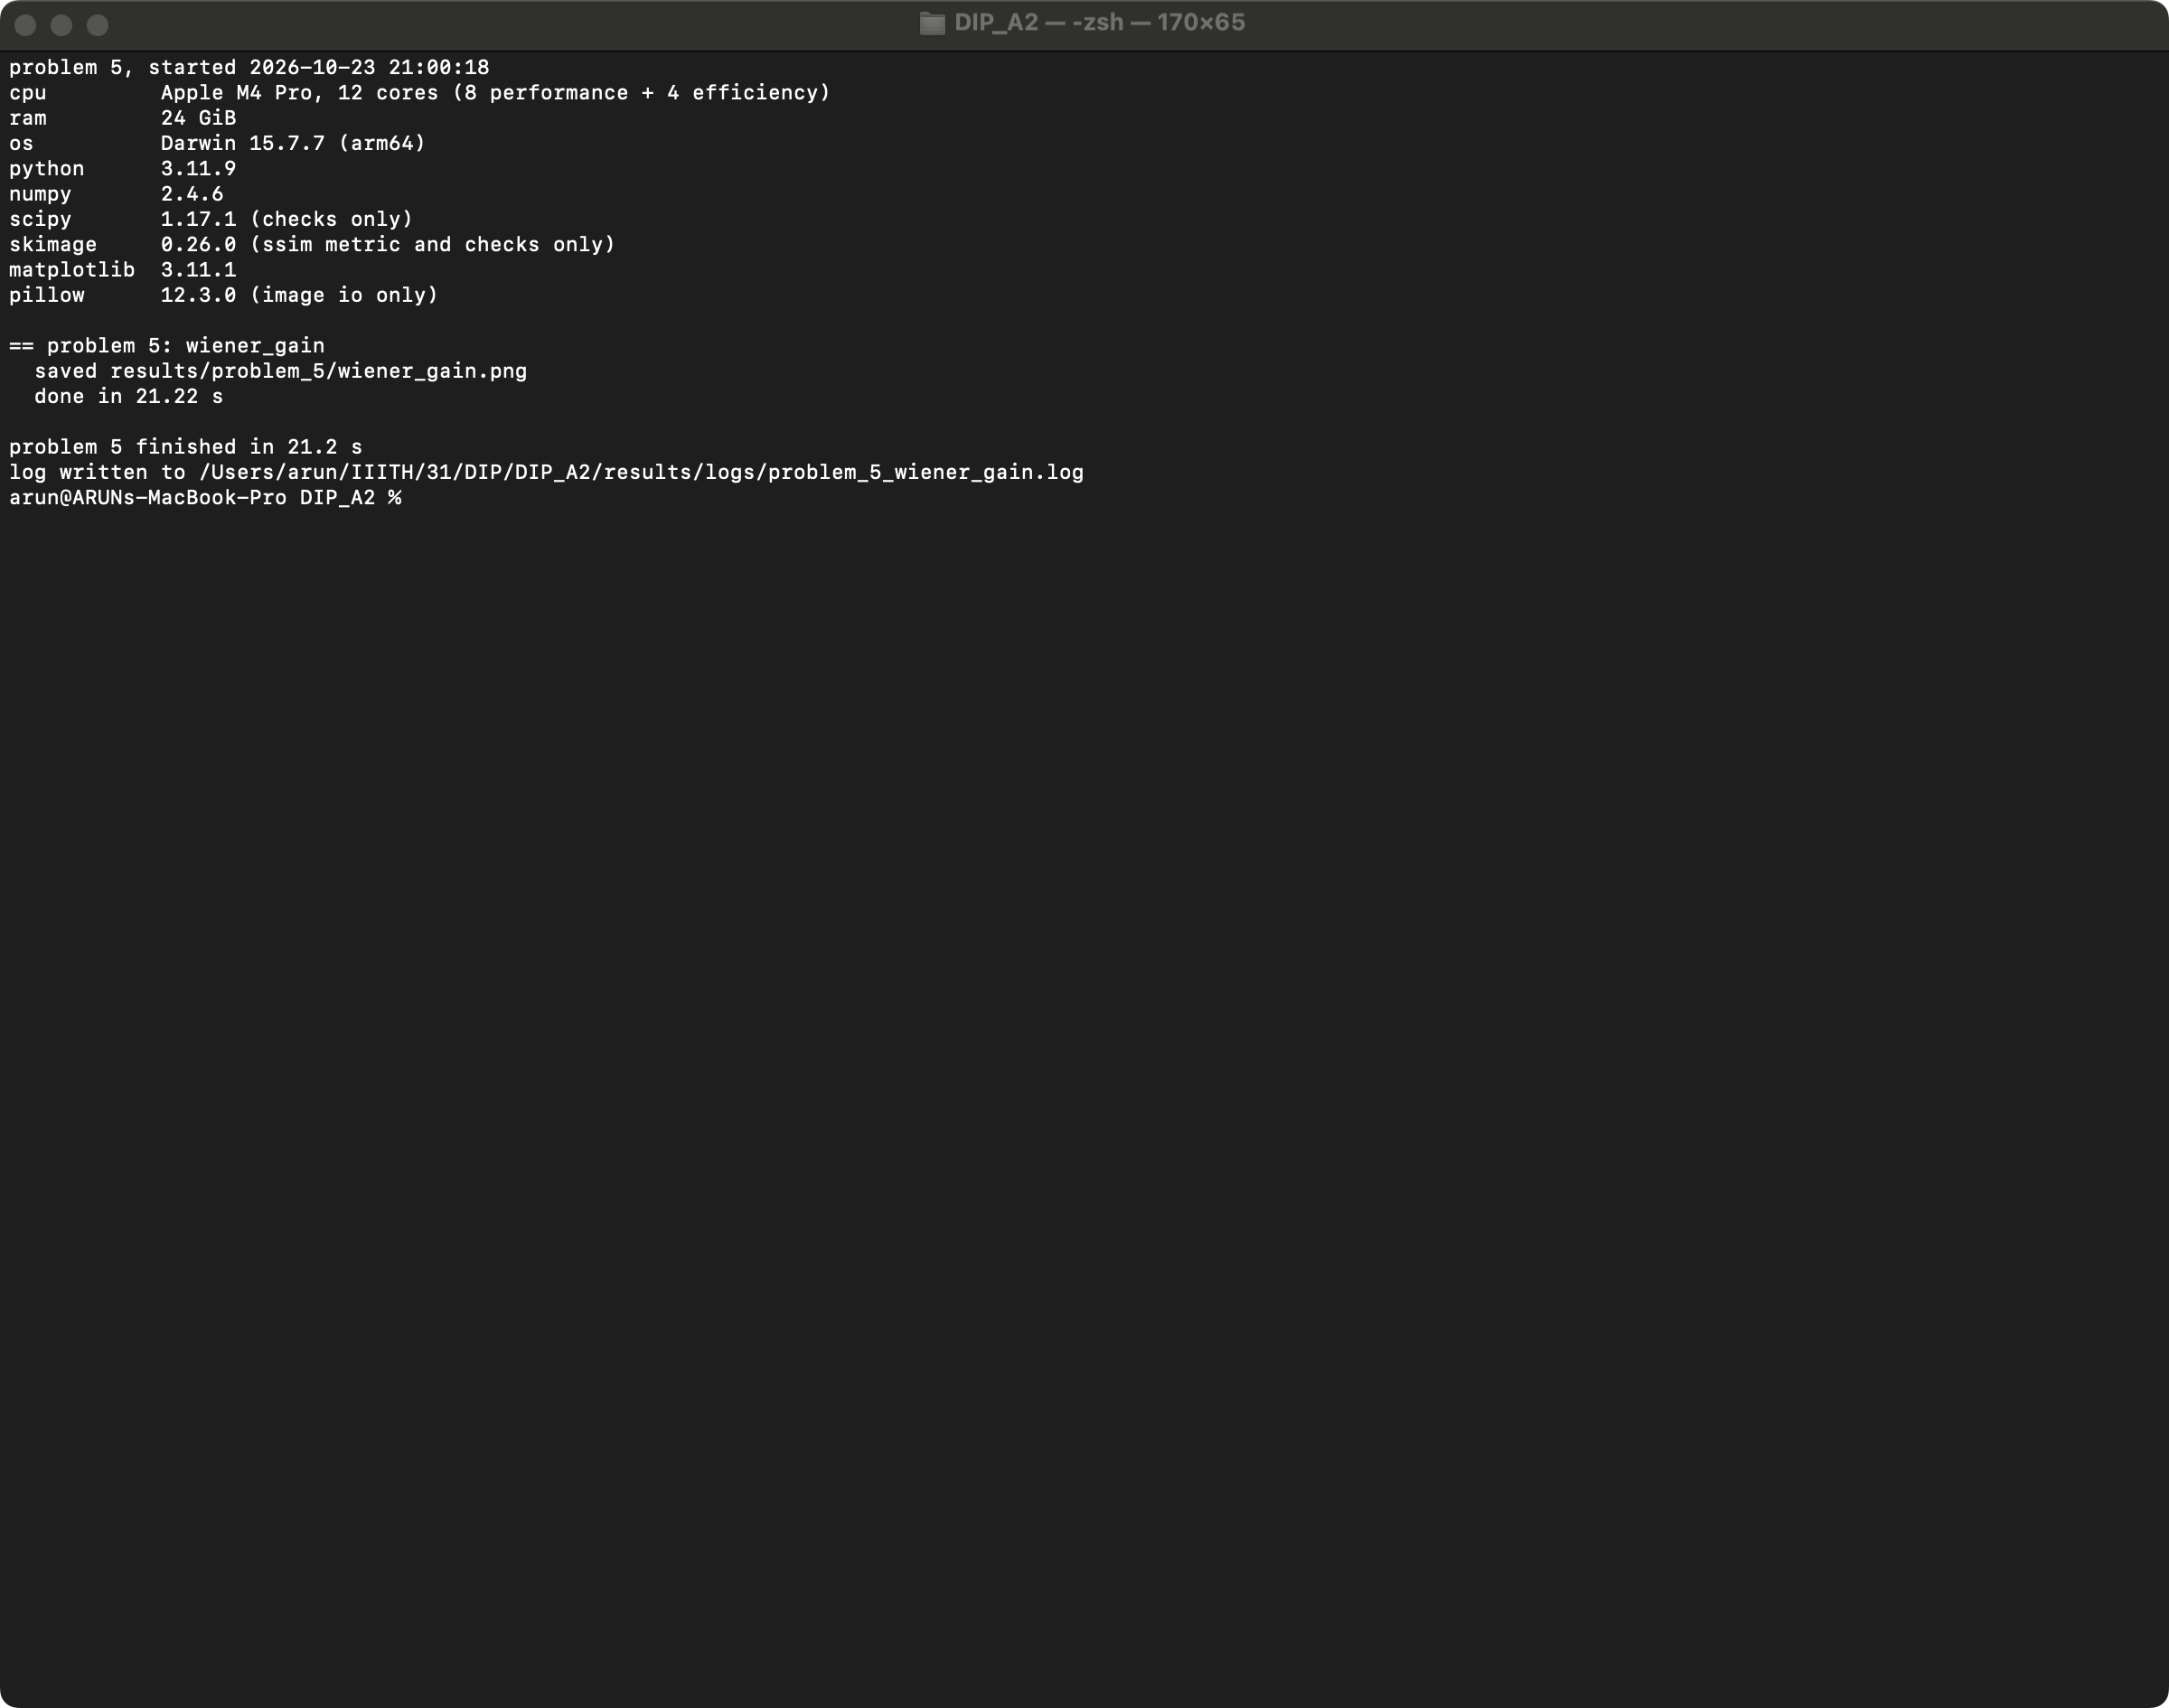 DIP_A2 — -zsh — 170×65
problem 5, started 2026-10-23 21:00:18
cpu         Apple M4 Pro, 12 cores (8 performance + 4 efficiency)
ram         24 GiB
os          Darwin 15.7.7 (arm64)
python      3.11.9
numpy       2.4.6
scipy       1.17.1 (checks only)
skimage     0.26.0 (ssim metric and checks only)
matplotlib  3.11.1
pillow      12.3.0 (image io only)

== problem 5: wiener_gain
  saved results/problem_5/wiener_gain.png
  done in 21.22 s

problem 5 finished in 21.2 s
log written to /Users/arun/IIITH/31/DIP/DIP_A2/results/logs/problem_5_wiener_gain.log
arun@ARUNs-MacBook-Pro DIP_A2 %